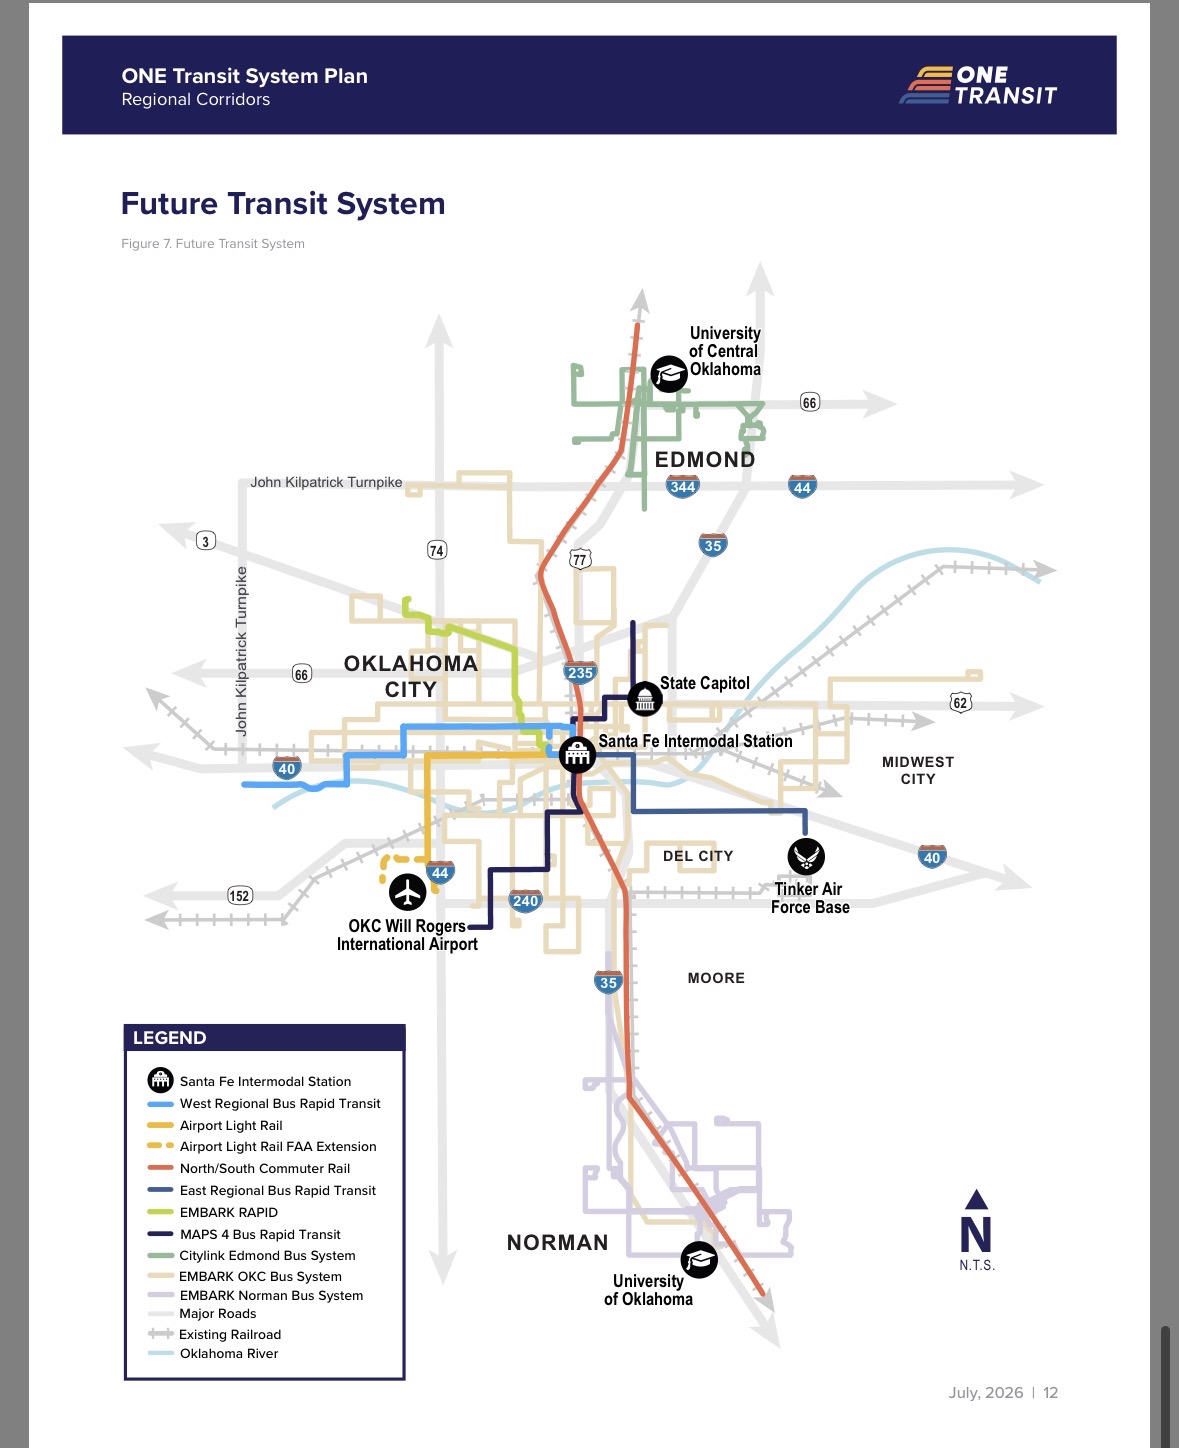 ONE Transit System Plan
Regional Corridors
ONE
TRANSIT
Future Transit System
Figure 7. Future Transit System
University
of Central
Oklahoma
66
EDMOND
John Kilpatrick Turnpike
344
44
3
74
77
35
John Kilpatrick Turnpike
OKLAHOMA
CITY
66
235
State Capitol
62
Santa Fe Intermodal Station
40
MIDWEST
CITY
DEL CITY
40
44
152
240
Tinker Air
Force Base
OKC Will Rogers
International Airport
35
MOORE
LEGEND
Santa Fe Intermodal Station
West Regional Bus Rapid Transit
Airport Light Rail
Airport Light Rail FAA Extension
North/South Commuter Rail
East Regional Bus Rapid Transit
EMBARK RAPID
MAPS 4 Bus Rapid Transit
Citylink Edmond Bus System
EMBARK OKC Bus System
EMBARK Norman Bus System
Major Roads
Existing Railroad
Oklahoma River
NORMAN
University
of Oklahoma
N
N.T.S.
July, 2026 | 12